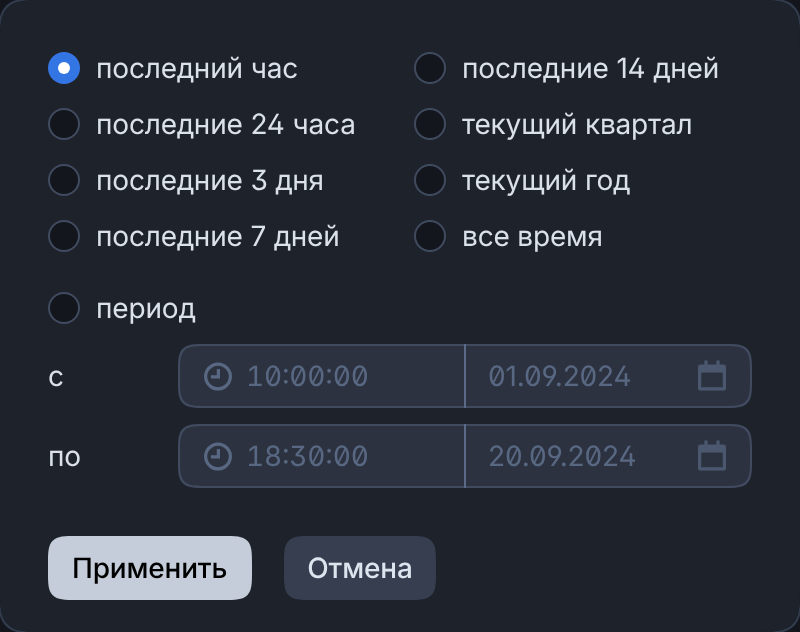 последний час
последние 24 часа
последние 3 дня
последние 7 дней
последние 14 дней
текущий квартал
текущий год
все время
период
с 10:00:00 01.09.2024
по 18:30:00 20.09.2024
Применить Отмена